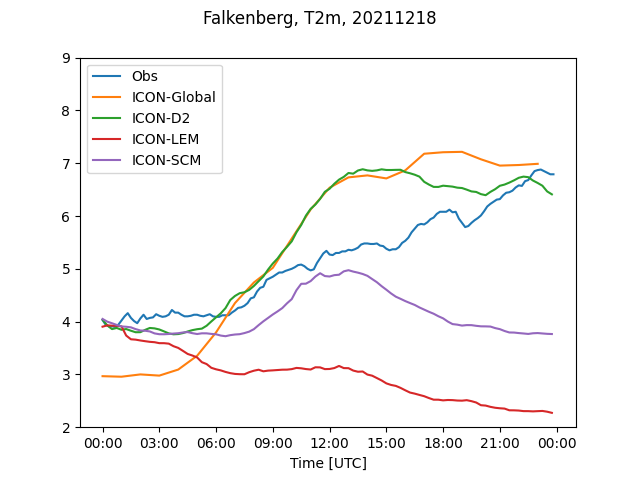 Falkenberg, T2m, 20211218
9
8
7
6
5
4
3
2
Obs
ICON-Global
ICON-D2
ICON-LEM
ICON-SCM
00:00 03:00 06:00 09:00 12:00 15:00 18:00 21:00 00:00
Time [UTC]